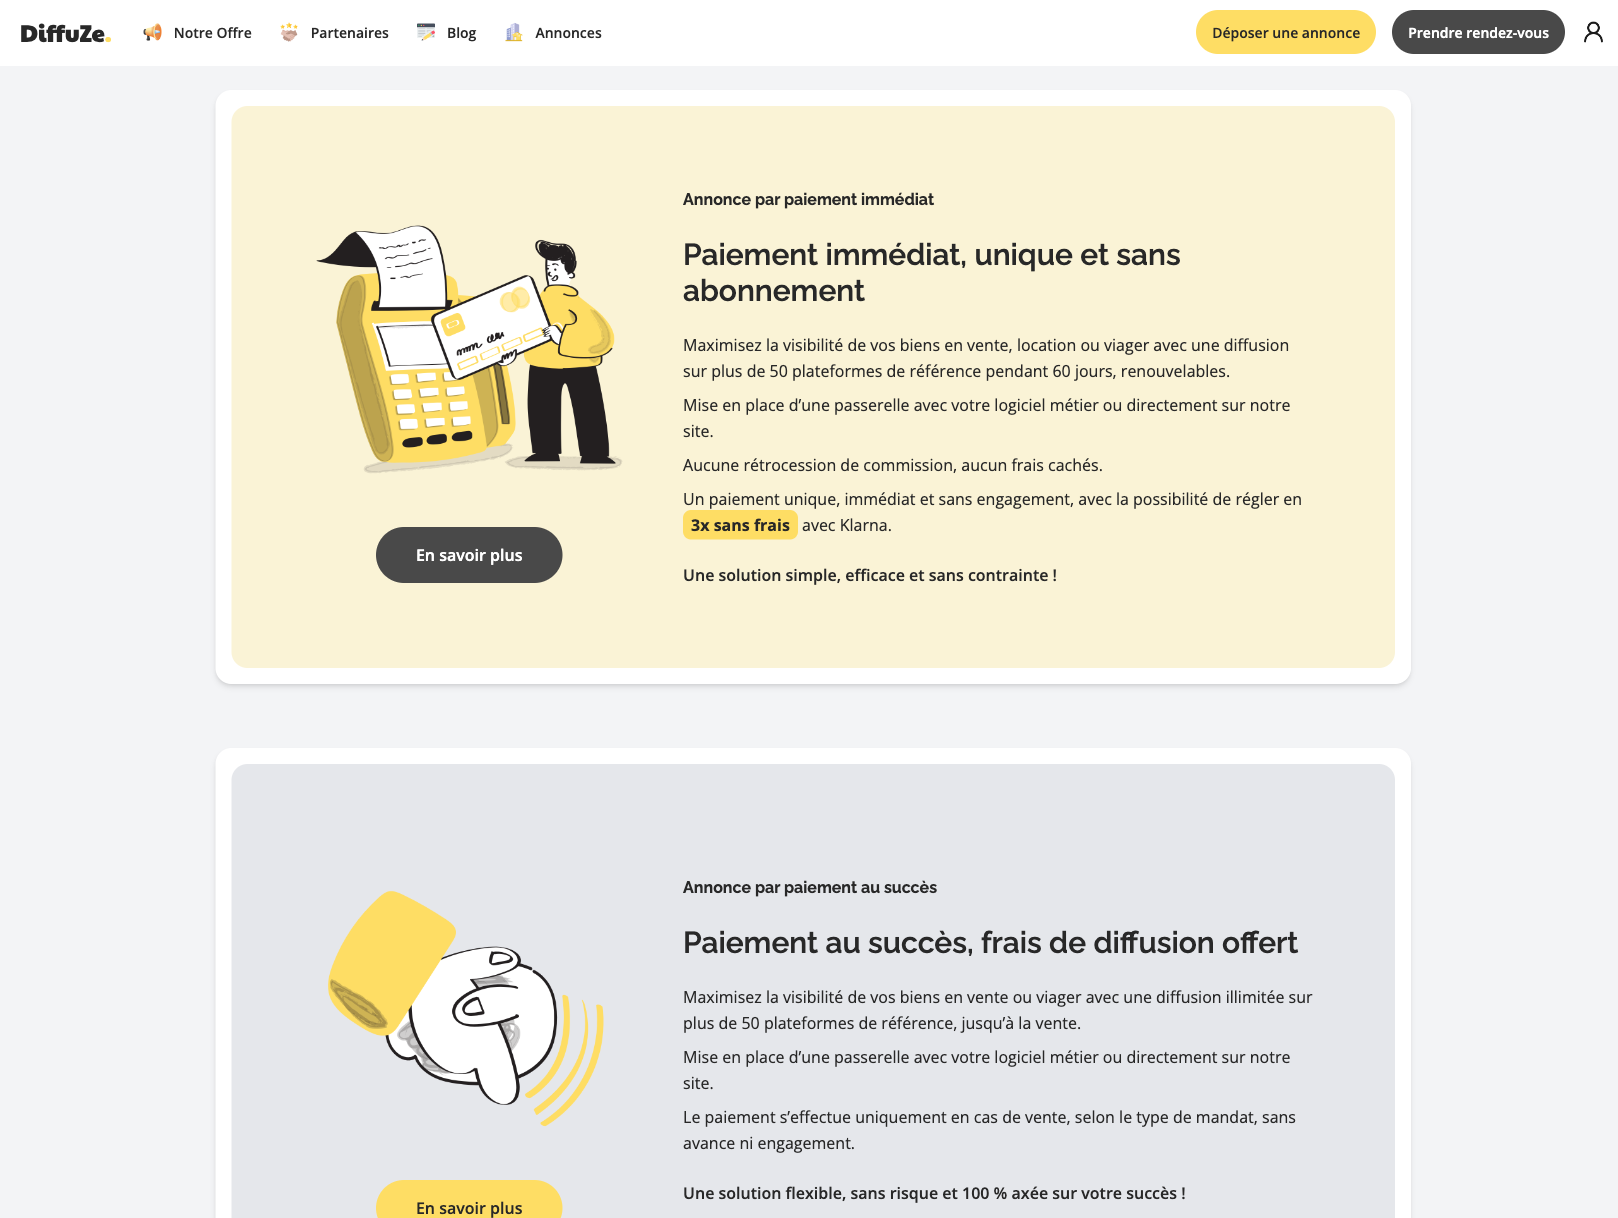 DiffuZe.
Notre Offre
Partenaires
Blog
Annonces
Déposer une annonce
Prendre rendez-vous
Annonce par paiement immédiat
Paiement immédiat, unique et sans
abonnement
Maximisez la visibilité de vos biens en vente, location ou viager avec une diffusion
sur plus de 50 plateformes de référence pendant 60 jours, renouvelables.
Mise en place d’une passerelle avec votre logiciel métier ou directement sur notre
site.
Aucune rétrocession de commission, aucun frais cachés.
Un paiement unique, immédiat et sans engagement, avec la possibilité de régler en
3x sans frais avec Klarna.
Une solution simple, efficace et sans contrainte !
En savoir plus
Annonce par paiement au succès
Paiement au succès, frais de diffusion offert
Maximisez la visibilité de vos biens en vente ou viager avec une diffusion illimitée sur
plus de 50 plateformes de référence, jusqu’à la vente.
Mise en place d’une passerelle avec votre logiciel métier ou directement sur notre
site.
Le paiement s’effectue uniquement en cas de vente, selon le type de mandat, sans
avance ni engagement.
Une solution flexible, sans risque et 100 % axée sur votre succès !
En savoir plus